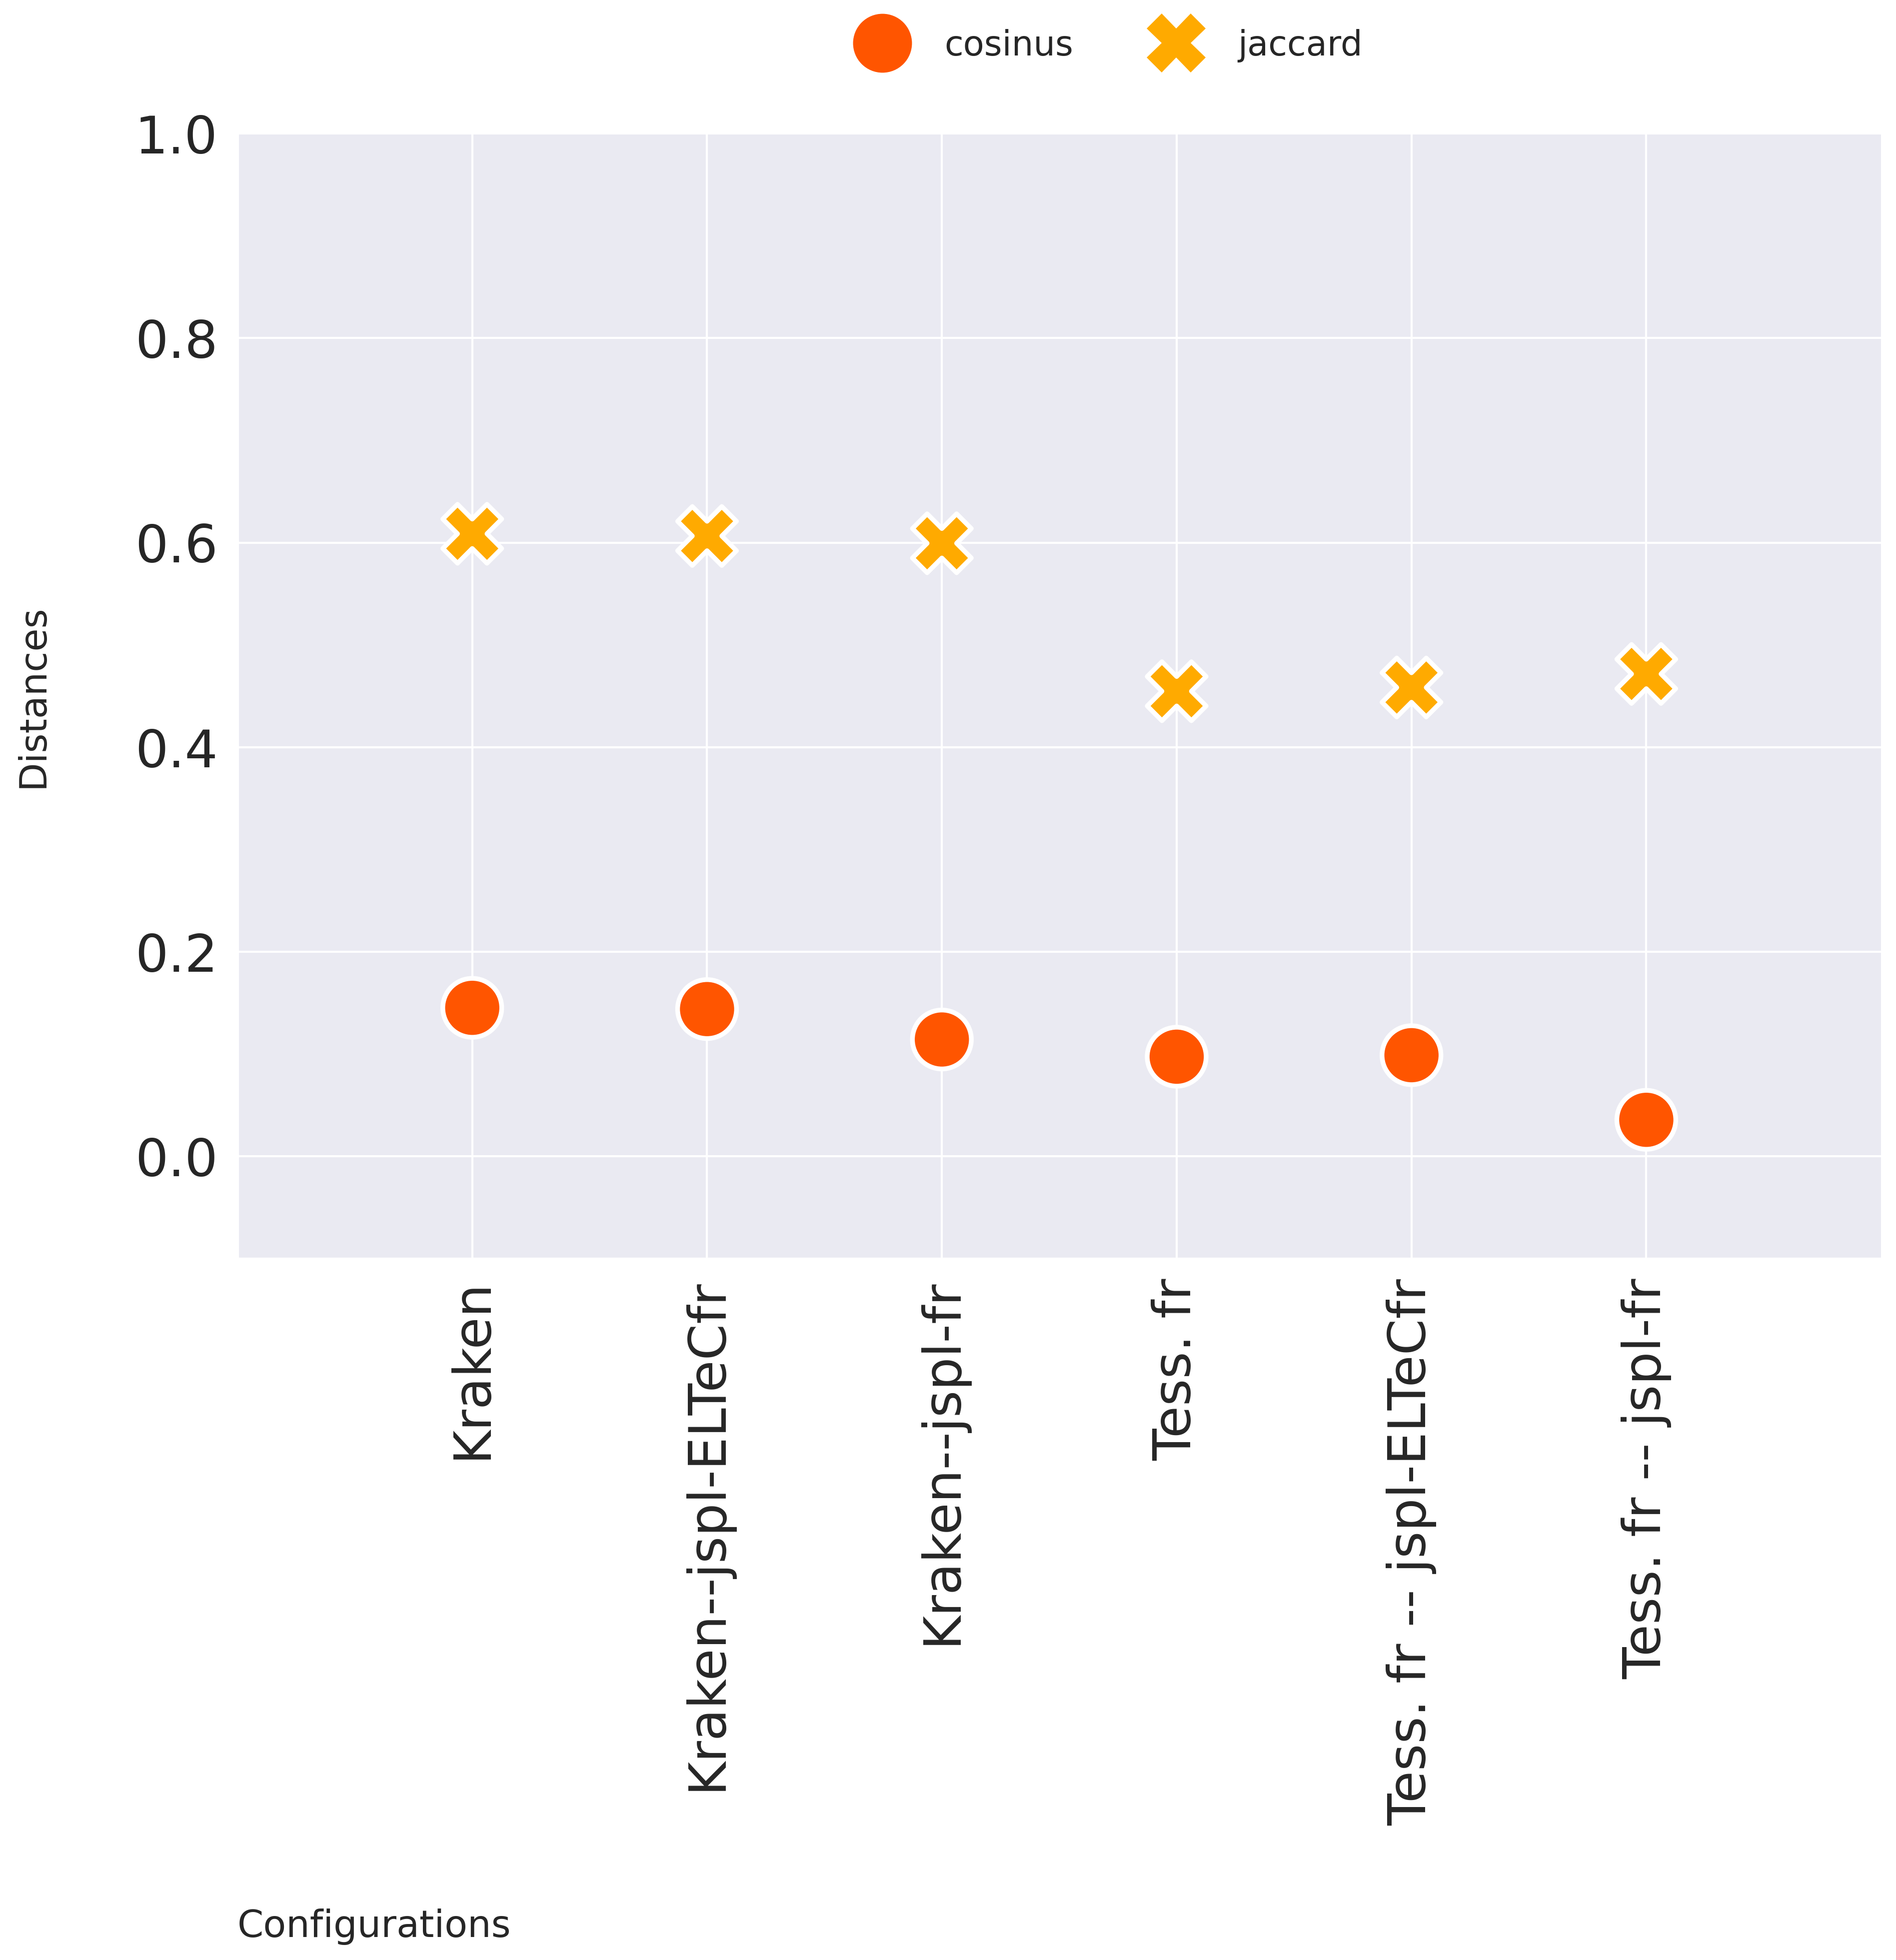 cosinus jaccard
1.0
0.8
0.6
0.4
0.2
0.0
Distances
Kraken
Kraken--jspl-ELTeCfr
Kraken--jspl-fr
Tess. fr
Tess. fr -- jspl-ELTeCfr
Tess. fr -- jspl-fr
Configurations